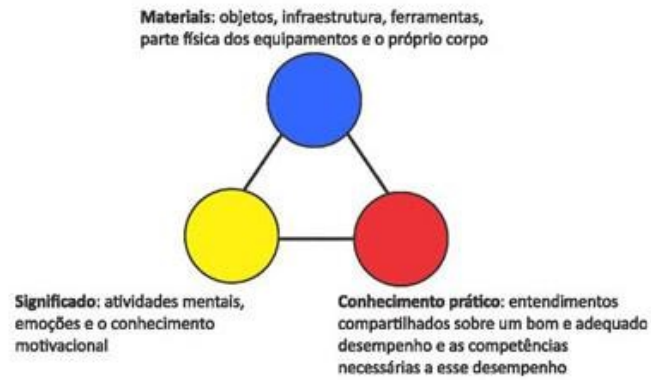 Materiais: objetos, infraestrutura, ferramentas,
parte física dos equipamentos e o próprio corpo
Significado: atividades mentais,
emoções e o conhecimento
motivacional
Conhecimento prático: entendimentos
compartilhados sobre um bom e adequado
desempenho e as competências
necessárias a esse desempenho